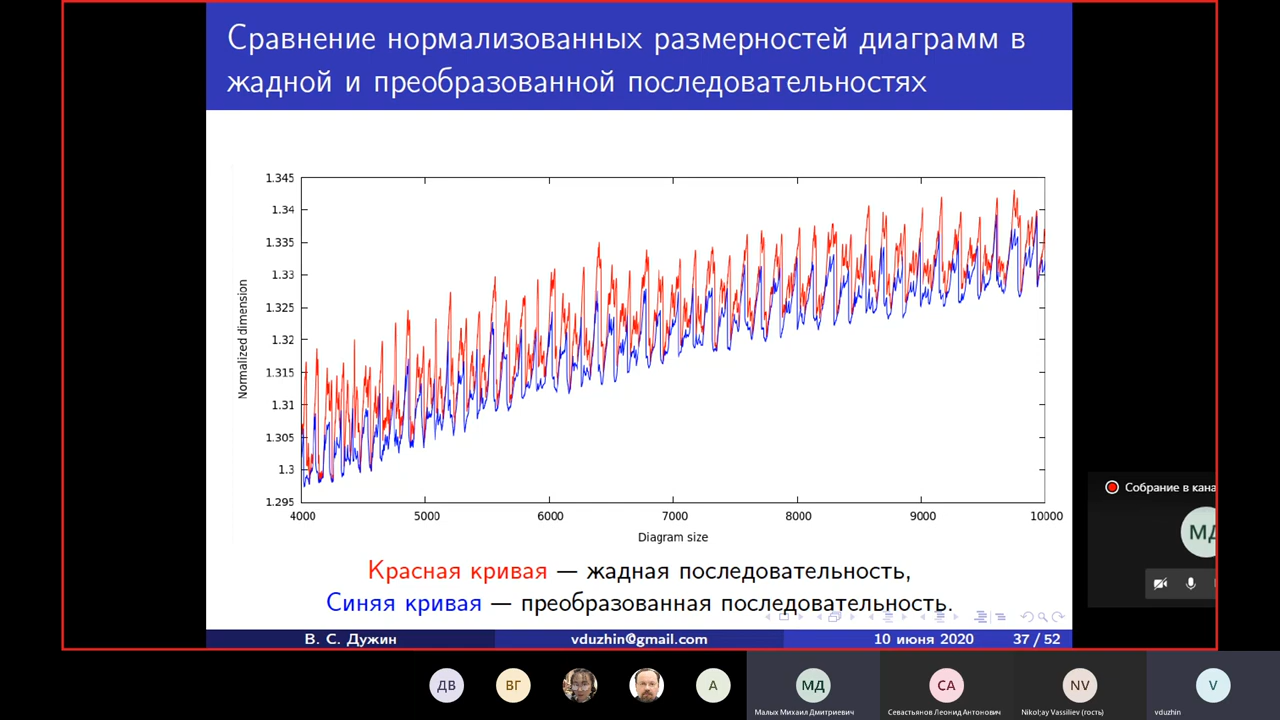 Сравнение нормализованных размерностей диаграмм в
жадной и преобразованной последовательностях
1.345
1.34
1.335
1.33
1.325
1.32
1.315
1.31
1.305
1.3
1.295
Normalized dimension
4000 5000 6000 7000 8000 9000 10000
Diagram size
Красная кривая — жадная последовательность,
Синяя кривая — преобразованная последовательность.
В. С. Дужин vduzhin@gmail.com 10 июня 2020 37 / 52
Собрание в кана
МД
ДВ ВГ А МД СА NV V
Малых Михаил Дмитриевич Севастьянов Леонид Антонович Nikol;ay Vassiliev (гость) vduzhin